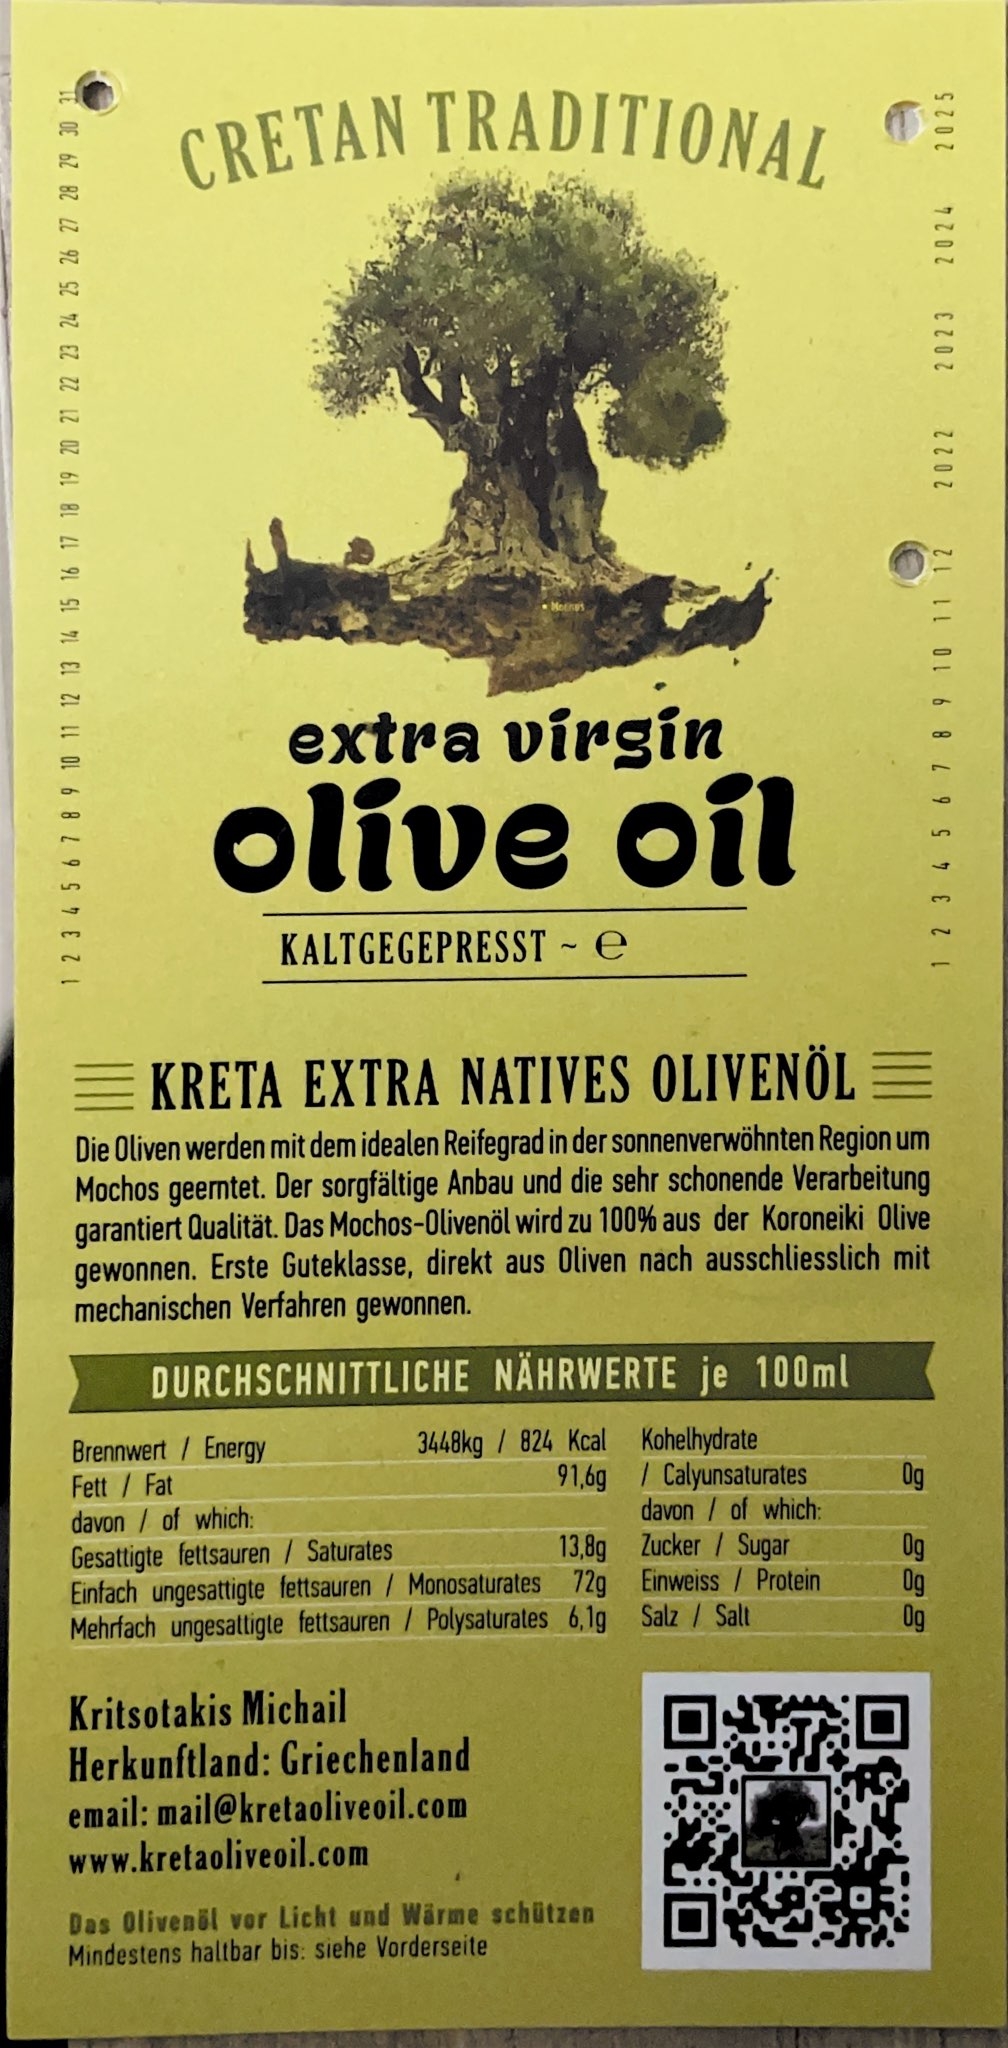 CRETAN TRADITIONAL
1 2 3 4 5 6 7 8 9 10 11 12 13 14 15 16 17 18 19 20 21 22 23 24 25 26 27 28 29 30 31
1 2 3 4 5 6 7 8 9 10 11 12 2022 2023 2024 2025
Mochos
extra virgin
olive oil
KALTGEGEPRESST ~ ℮
KRETA EXTRA NATIVES OLIVENÖL
Die Oliven werden mit dem idealen Reifegrad in der sonnenverwöhnten Region um
Mochos geerntet. Der sorgfältige Anbau und die sehr schonende Verarbeitung
garantiert Qualität. Das Mochos-Olivenöl wird zu 100% aus der Koroneiki Olive
gewonnen. Erste Guteklasse, direkt aus Oliven nach ausschliesslich mit
mechanischen Verfahren gewonnen.
DURCHSCHNITTLICHE NÄHRWERTE je 100ml
Brennwert / Energy 3448kg / 824 Kcal
Fett / Fat 91,6g
davon / of which:
Gesattigte fettsauren / Saturates 13,8g
Einfach ungesattigte fettsauren / Monosaturates 72g
Mehrfach ungesattigte fettsauren / Polysaturates 6,1g
Kohelhydrate
/ Calyunsaturates 0g
davon / of which:
Zucker / Sugar 0g
Einweiss / Protein 0g
Salz / Salt 0g
Kritsotakis Michail
Herkunftland: Griechenland
email: mail@kretaoliveoil.com
www.kretaoliveoil.com
Das Olivenöl vor Licht und Wärme schützen
Mindestens haltbar bis: siehe Vorderseite